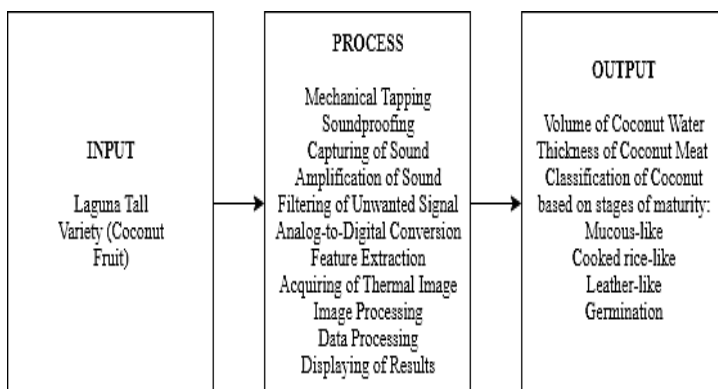 INPUT
Laguna Tall
Variety (Coconut
Fruit)
PROCESS
Mechanical Tapping
Soundproofing
Capturing of Sound
Amplification of Sound
Filtering of Unwanted Signal
Analog-to-Digital Conversion
Feature Extraction
Acquiring of Thermal Image
Image Processing
Data Processing
Displaying of Results
OUTPUT
Volume of Coconut Water
Thickness of Coconut Meat
Classification of Coconut
based on stages of maturity:
Mucous-like
Cooked rice-like
Leather-like
Germination